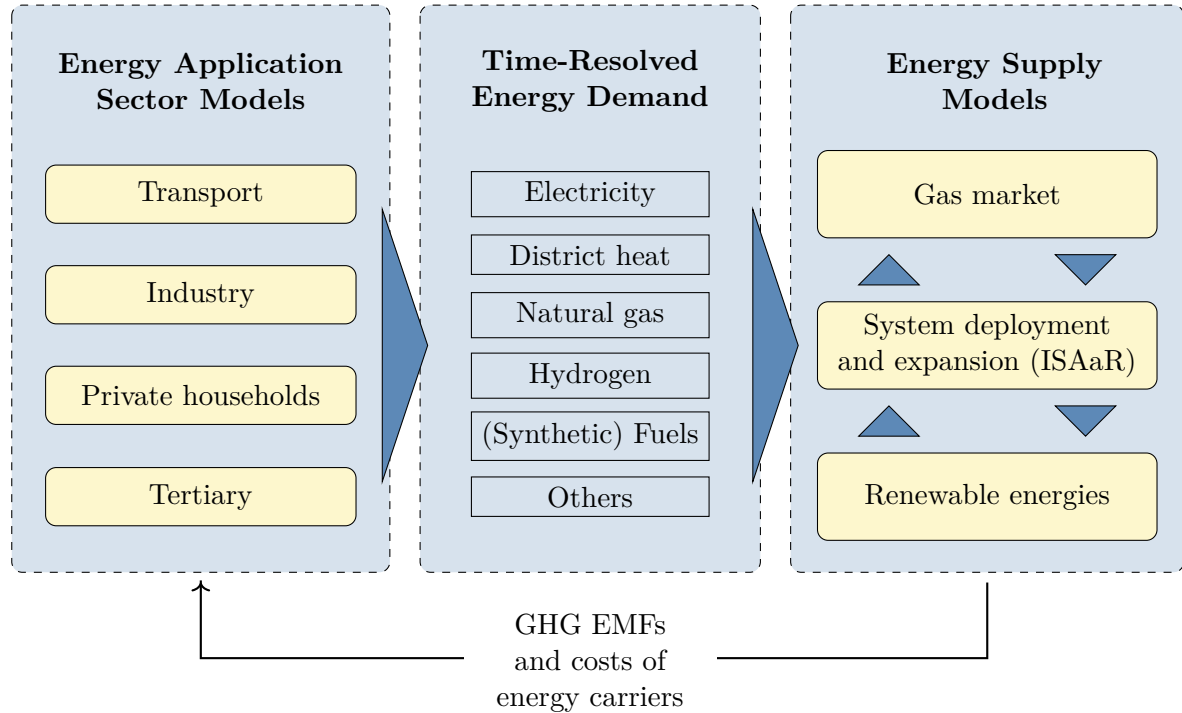 Energy Application
Sector Models
Transport
Industry
Private households
Tertiary
Time-Resolved
Energy Demand
Electricity
District heat
Natural gas
Hydrogen
(Synthetic) Fuels
Others
Energy Supply
Models
Gas market
System deployment
and expansion (ISAaR)
Renewable energies
GHG EMFs
and costs of
energy carriers